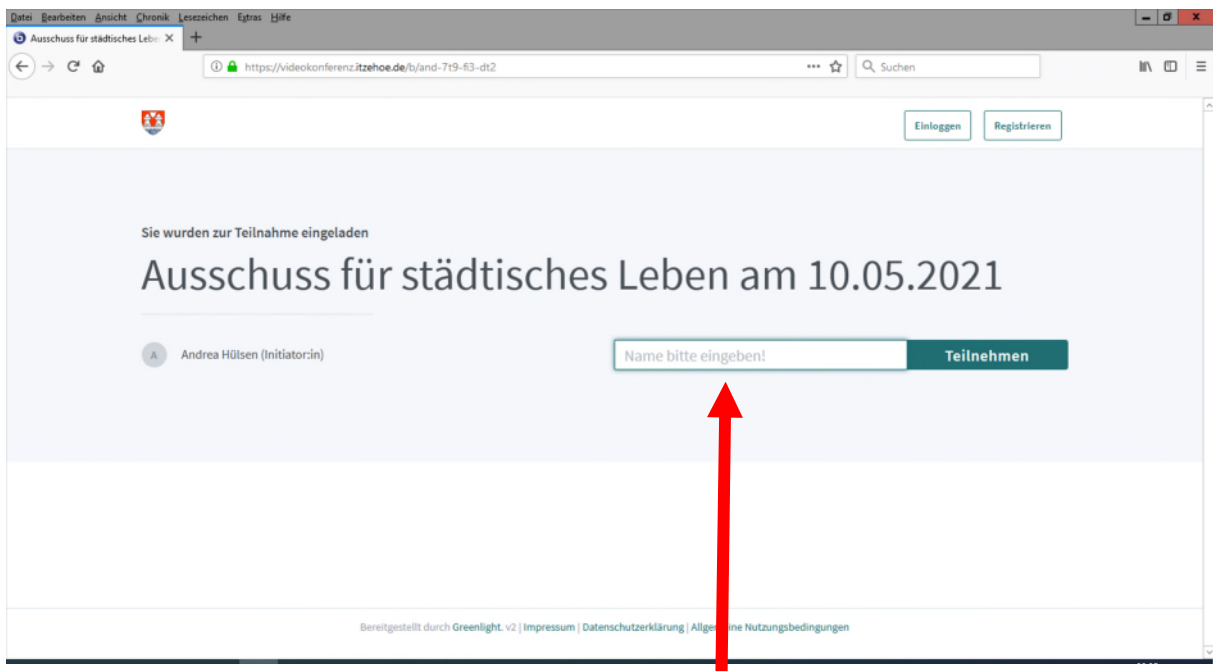 Datei Bearbeiten Ansicht Chronik Lesezeichen Extras Hilfe
Ausschuss für städtisches Lebe
https://videokonferenz.itzehoe.de/b/and-7t9-fi3-dt2
Suchen
Einloggen Registrieren
Sie wurden zur Teilnahme eingeladen
Ausschuss für städtisches Leben am 10.05.2021
A Andrea Hülsen (Initiator:in)
Name bitte eingeben! Teilnehmen
Bereitgestellt durch Greenlight. v2 | Impressum | Datenschutzerklärung | Nutzungsbedingungen